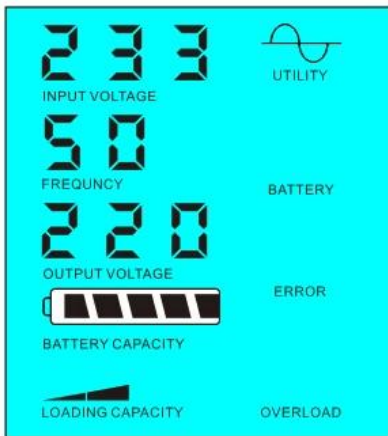 233
UTILITY
INPUT VOLTAGE
50
FREQUNCY
BATTERY
220
OUTPUT VOLTAGE
ERROR
BATTERY CAPACITY
LOADING CAPACITY
OVERLOAD